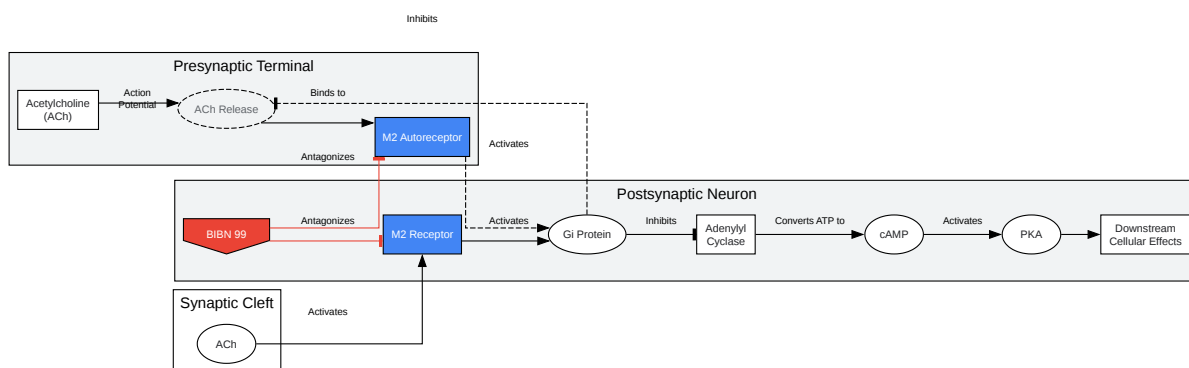 Inhibits
Presynaptic Terminal
Acetylcholine
(ACh)
Action
Potential
ACh Release
Binds to
M2 Autoreceptor
Activates
Antagonizes
Postsynaptic Neuron
BIBN 99
Antagonizes
M2 Receptor
Activates
Gi Protein
Inhibits
Adenylyl
Cyclase
Converts ATP to
cAMP
Activates
PKA
Downstream
Cellular Effects
Synaptic Cleft
Activates
ACh